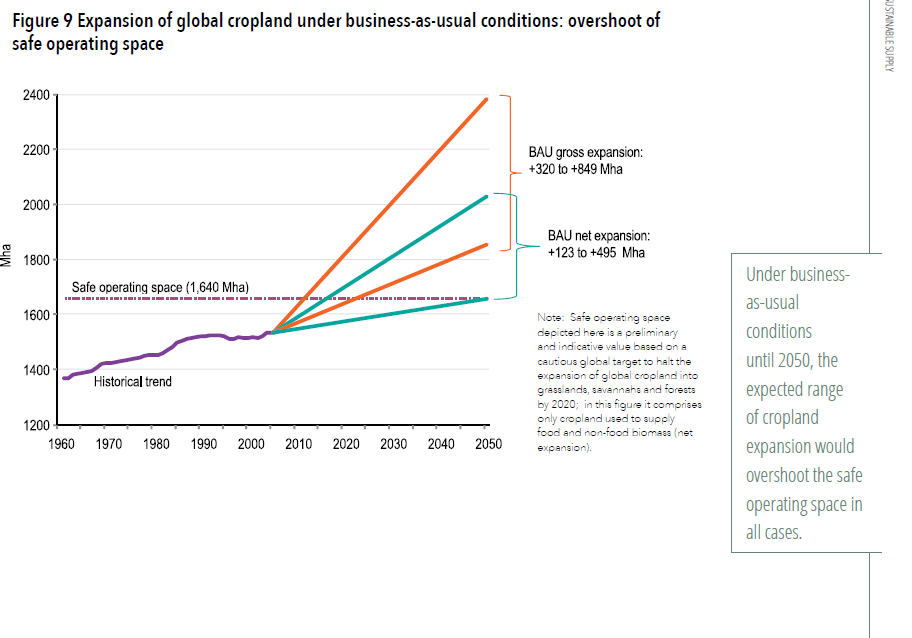 Figure 9 Expansion of global cropland under business-as-usual conditions: overshoot of
safe operating space
2400
2200
2000
1800
1600
1400
1200
Mha
1960 1970 1980 1990 2000 2010 2020 2030 2040 2050
Safe operating space (1,640 Mha)
Historical trend
BAU gross expansion:
+320 to +849 Mha
BAU net expansion:
+123 to +495 Mha
Note: Safe operating space
depicted here is a preliminary
and indicative value based on a
cautious global target to halt the
expansion of global cropland into
grasslands, savannahs and forests
by 2020; in this figure it comprises
only cropland used to supply
food and non-food biomass (net
expansion).
Under business-
as-usual
conditions
until 2050, the
expected range
of cropland
expansion would
overshoot the safe
operating space in
all cases.
SUPPLY